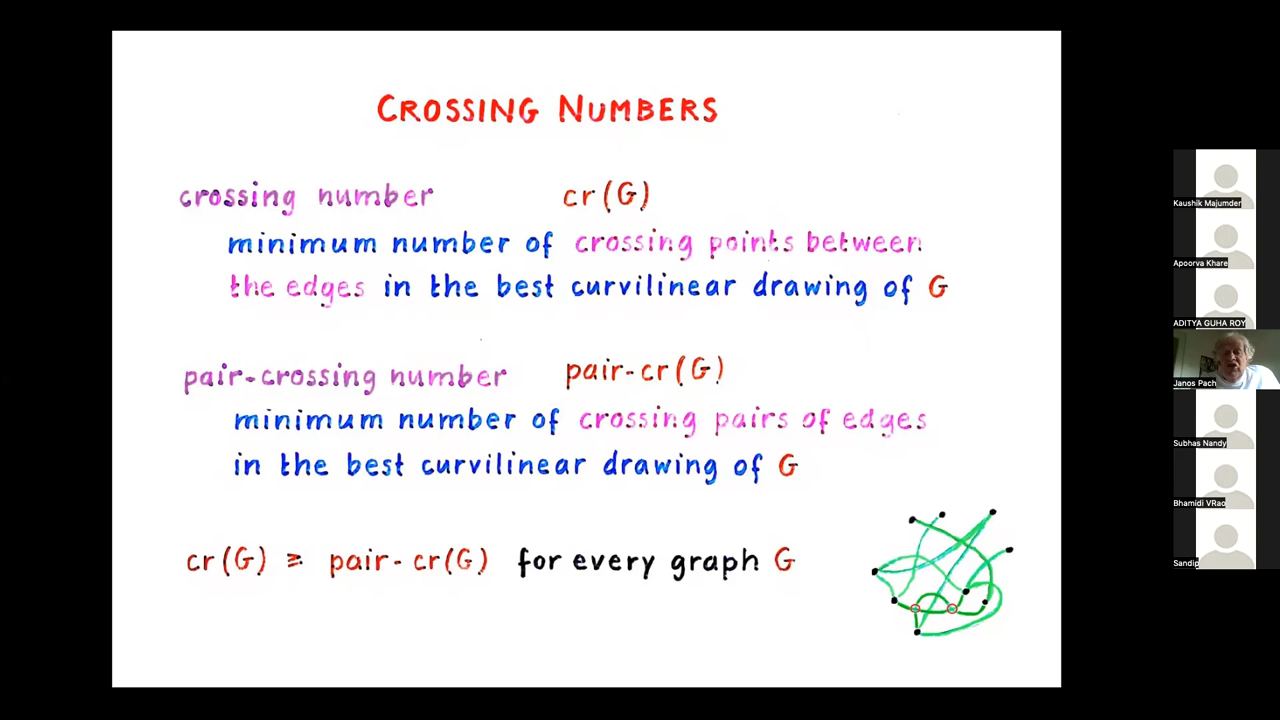 CROSSING NUMBERS
crossing number cr(G)
minimum number of crossing points between
the edges in the best curvilinear drawing of G
pair-crossing number pair-cr(G)
minimum number of crossing pairs of edges
in the best curvilinear drawing of G
cr(G) ≥ pair-cr(G) for every graph G
Kaushik Majumder
Apoorva Khare
ADITYA GUHA ROY
Janos Pach
Subhas Nandy
Bhamidi VRao
Sandip